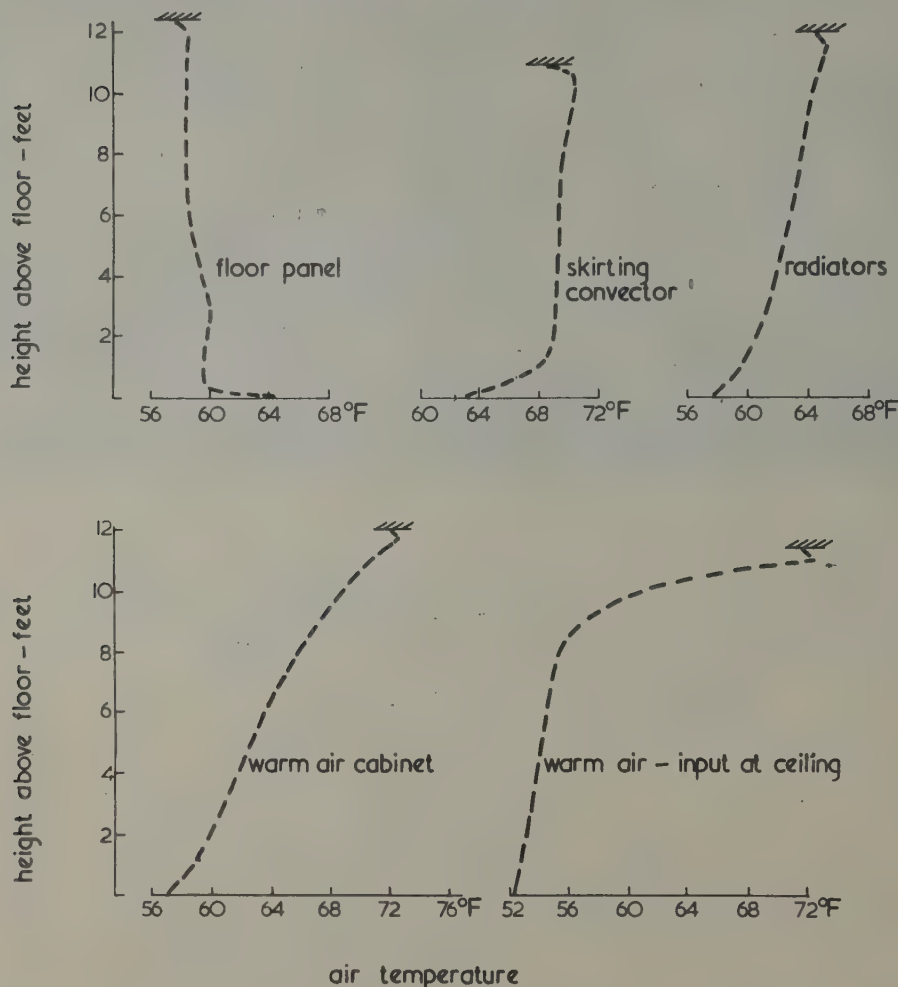 12
10
8
6
4
2
height above floor – feet
floor panel
56 60 64 68°F
skirting
convector
60 64 68 72°F
radiators
56 60 64 68°F
12
10
8
6
4
2
height above floor – feet
warm air cabinet
56 60 64 68 72 76°F
warm air – input at ceiling
52 56 60 64 68 72°F
air temperature